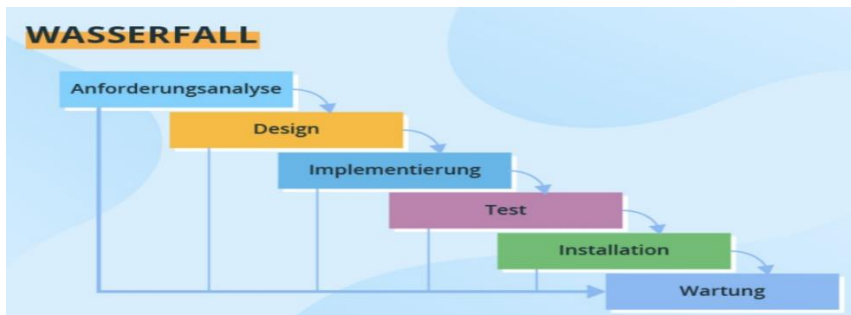 WASSERFALL
Anforderungsanalyse
Design
Implementierung
Test
Installation
Wartung